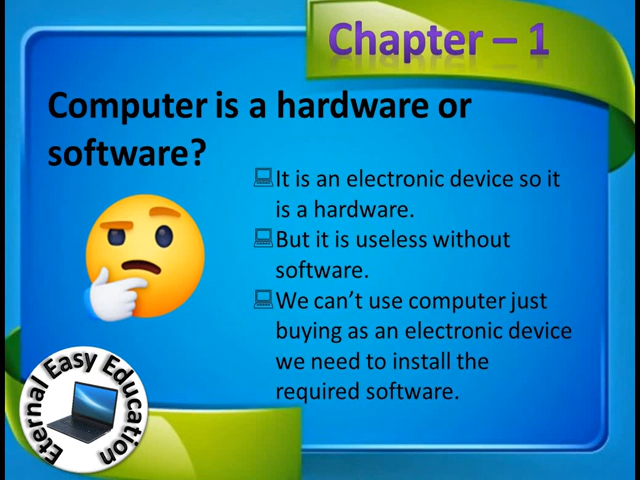 Chapter – 1
Computer is a hardware or
software?
It is an electronic device so it
is a hardware.
But it is useless without
software.
We can’t use computer just
buying as an electronic device
we need to install the
required software.
Eternal Easy Education